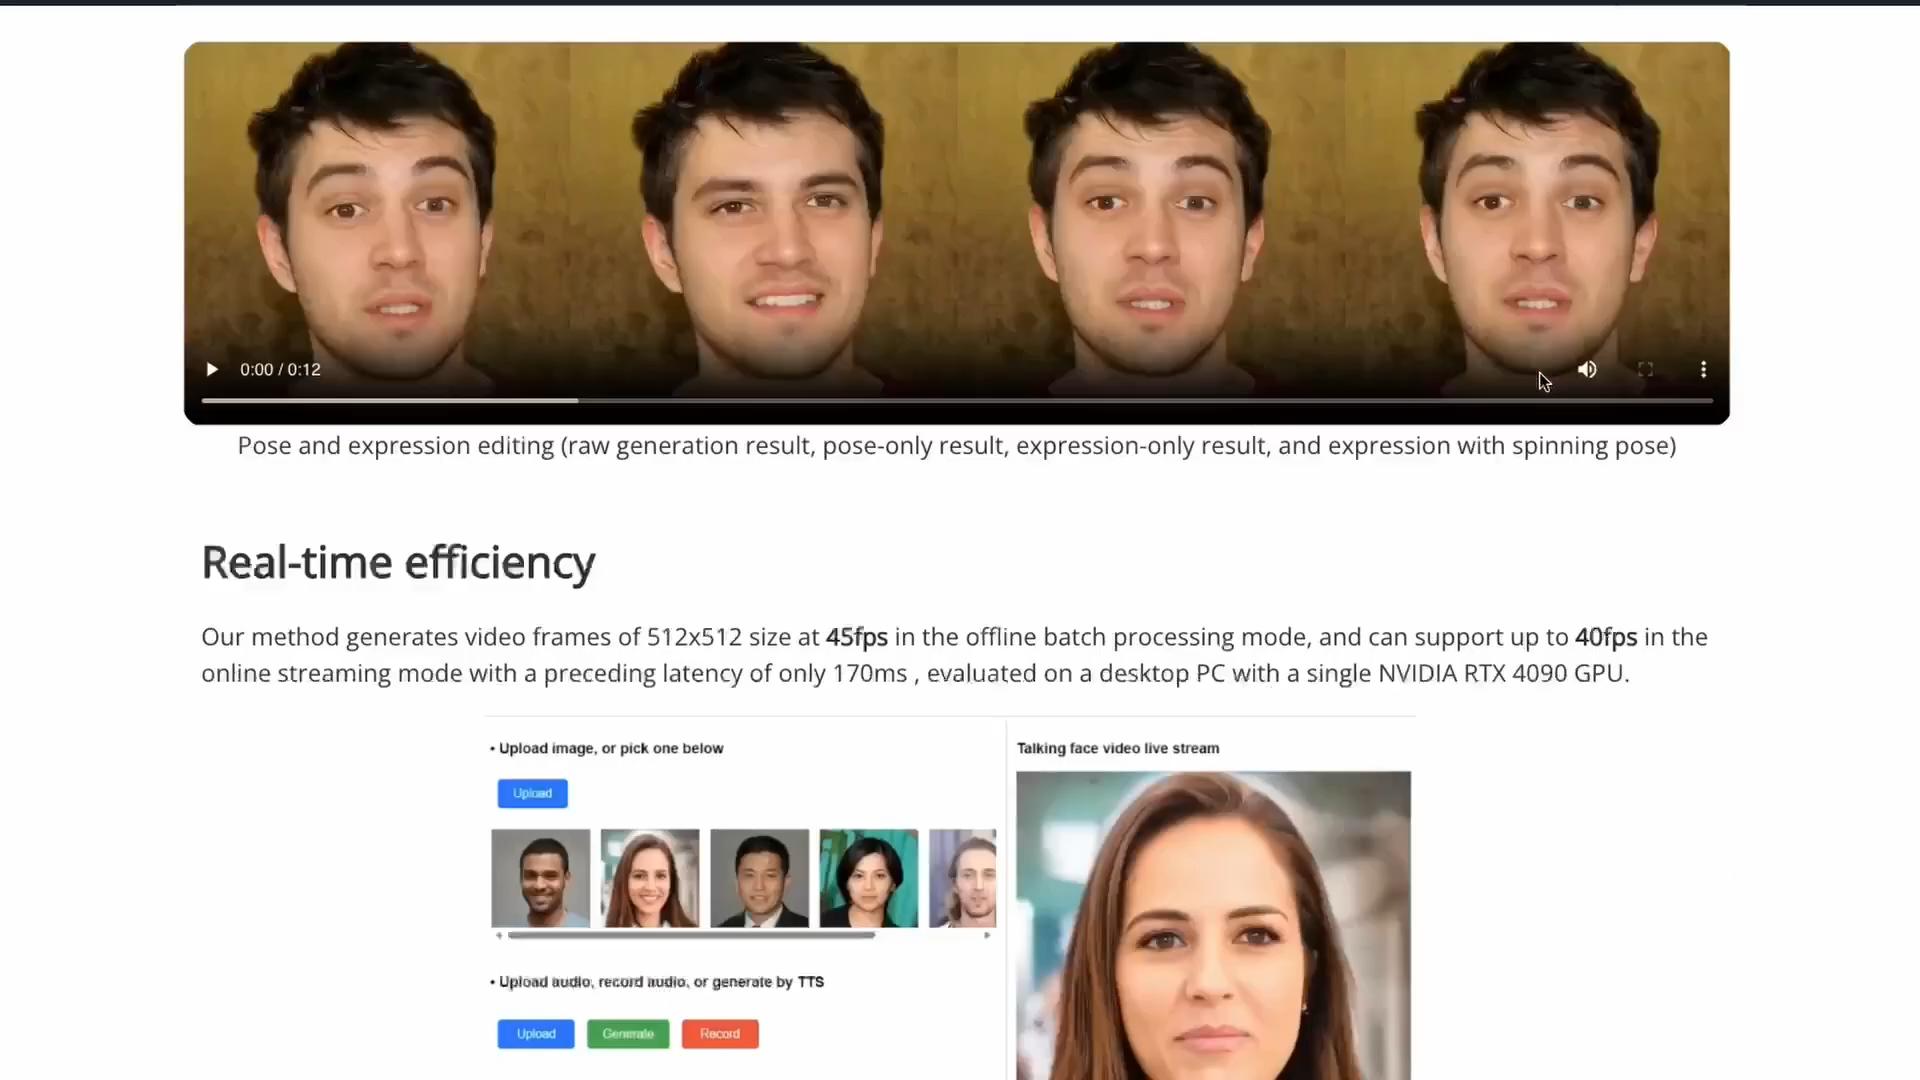 0:00 / 0:12
Pose and expression editing (raw generation result, pose-only result, expression-only result, and expression with spinning pose)
Real-time efficiency
Our method generates video frames of 512x512 size at 45fps in the offline batch processing mode, and can support up to 40fps in the
online streaming mode with a preceding latency of only 170ms , evaluated on a desktop PC with a single NVIDIA RTX 4090 GPU.
• Upload image, or pick one below
Upload
• Upload audio, record audio, or generate by TTS
Upload Generate Record
Talking face video live stream